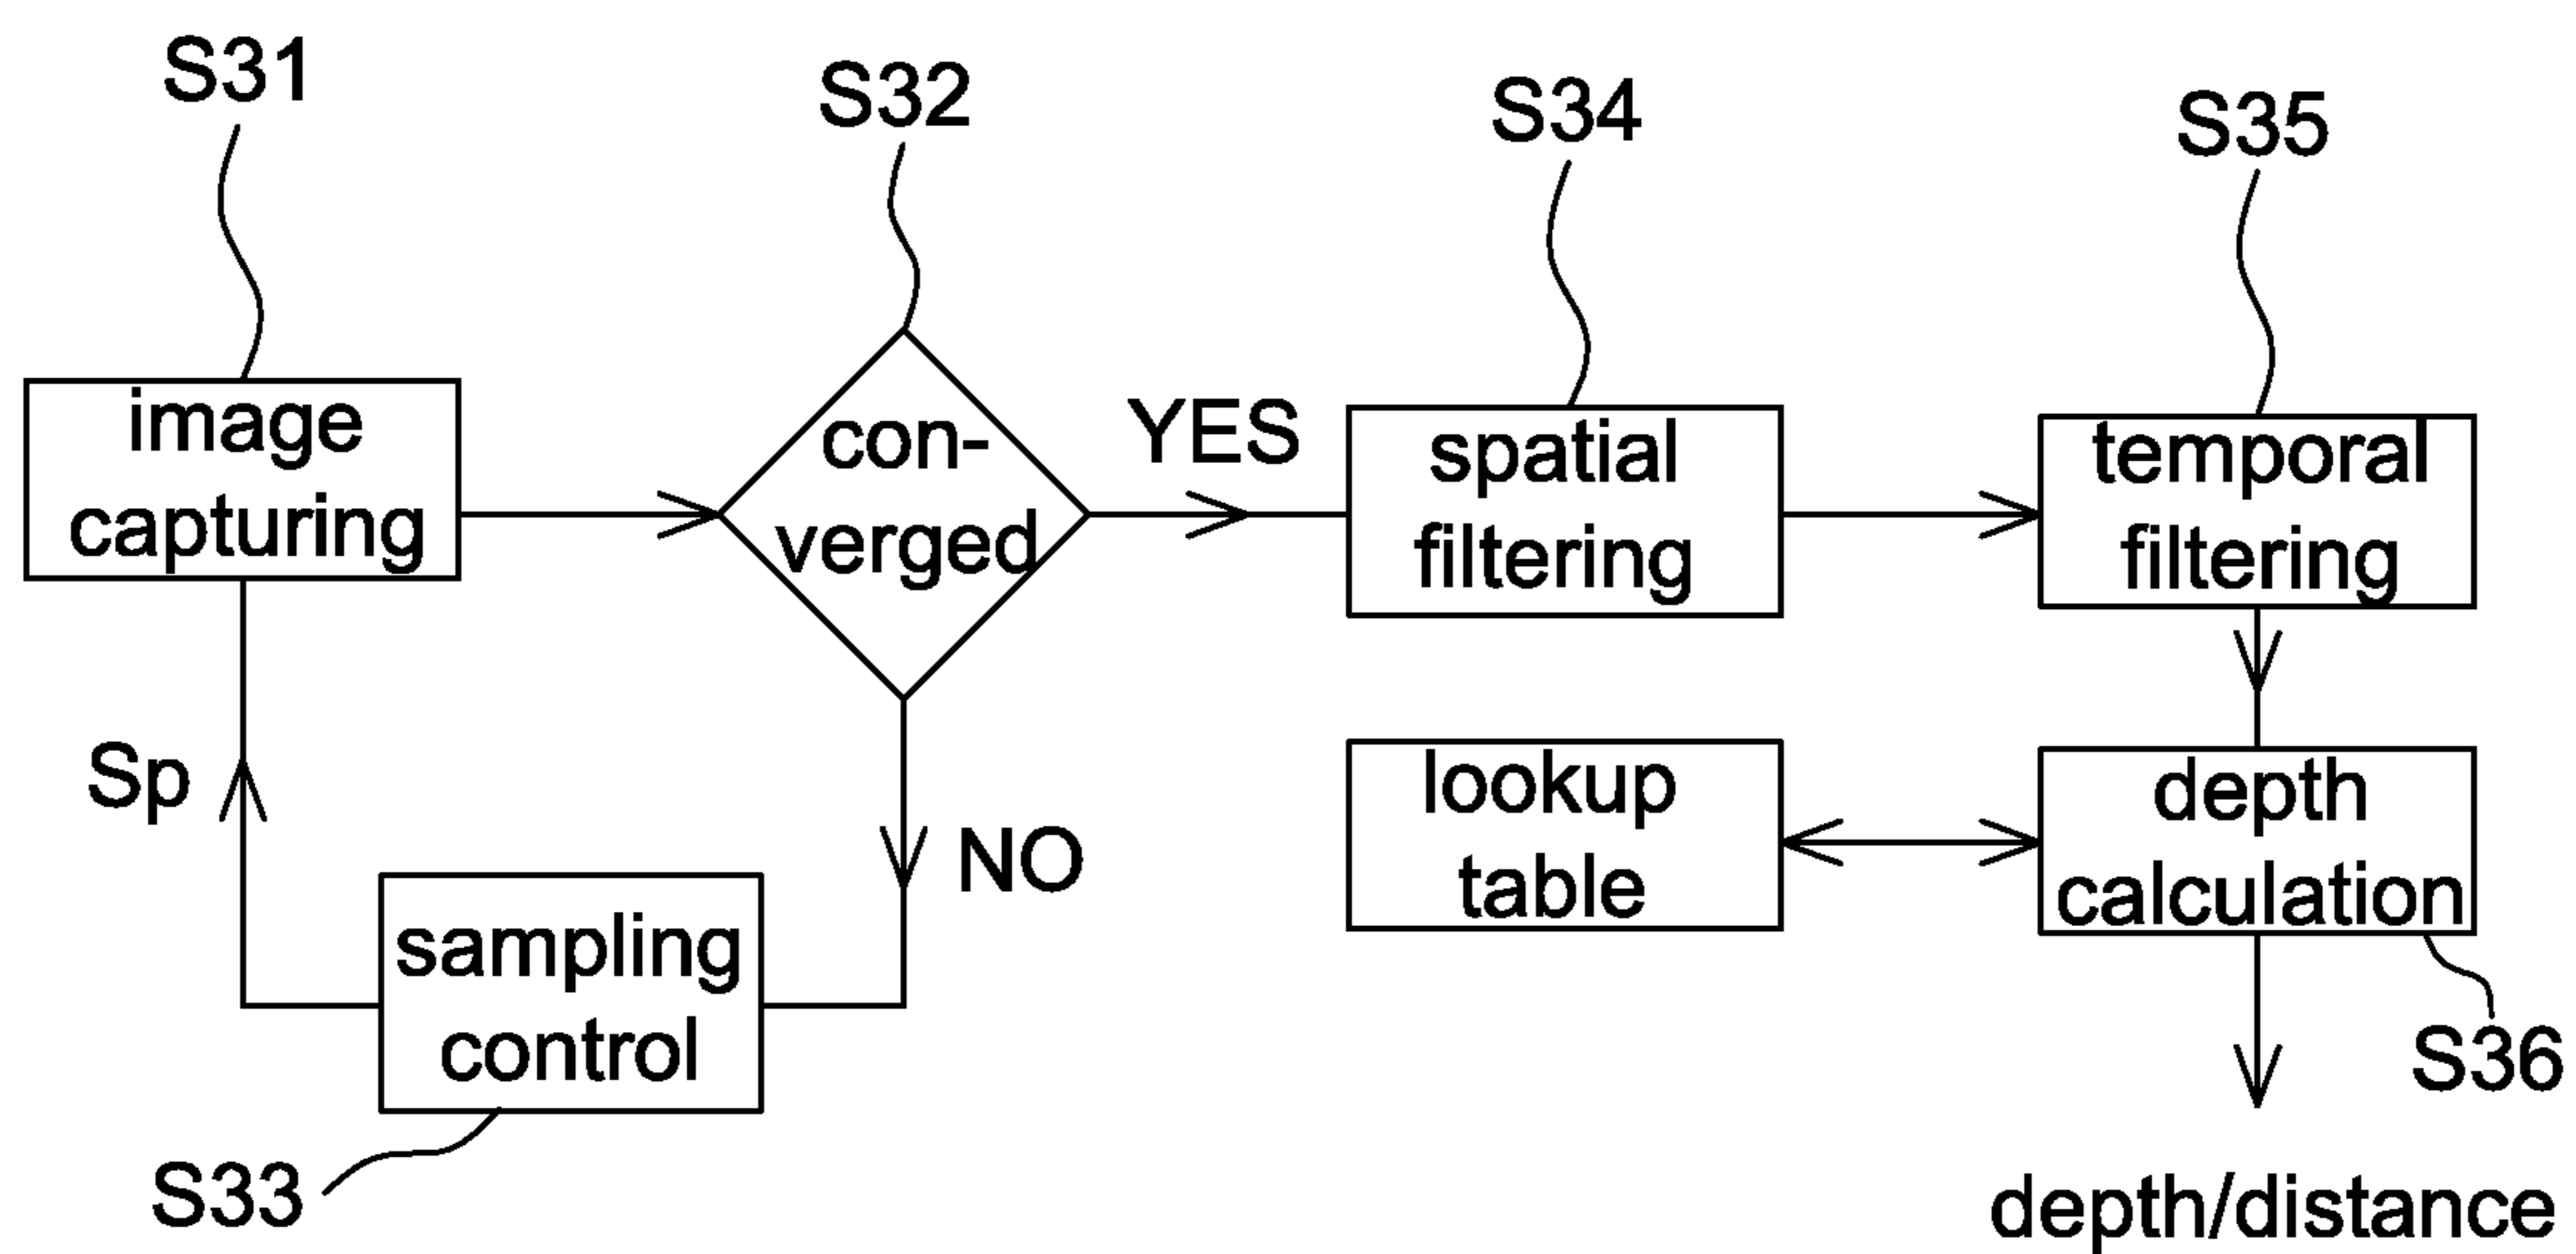 S31
S32
S34
S35
image
capturing
con-
verged
YES
spatial
filtering
temporal
filtering
Sp
NO
sampling
control
S33
lookup
table
depth
calculation
S36
depth/distance